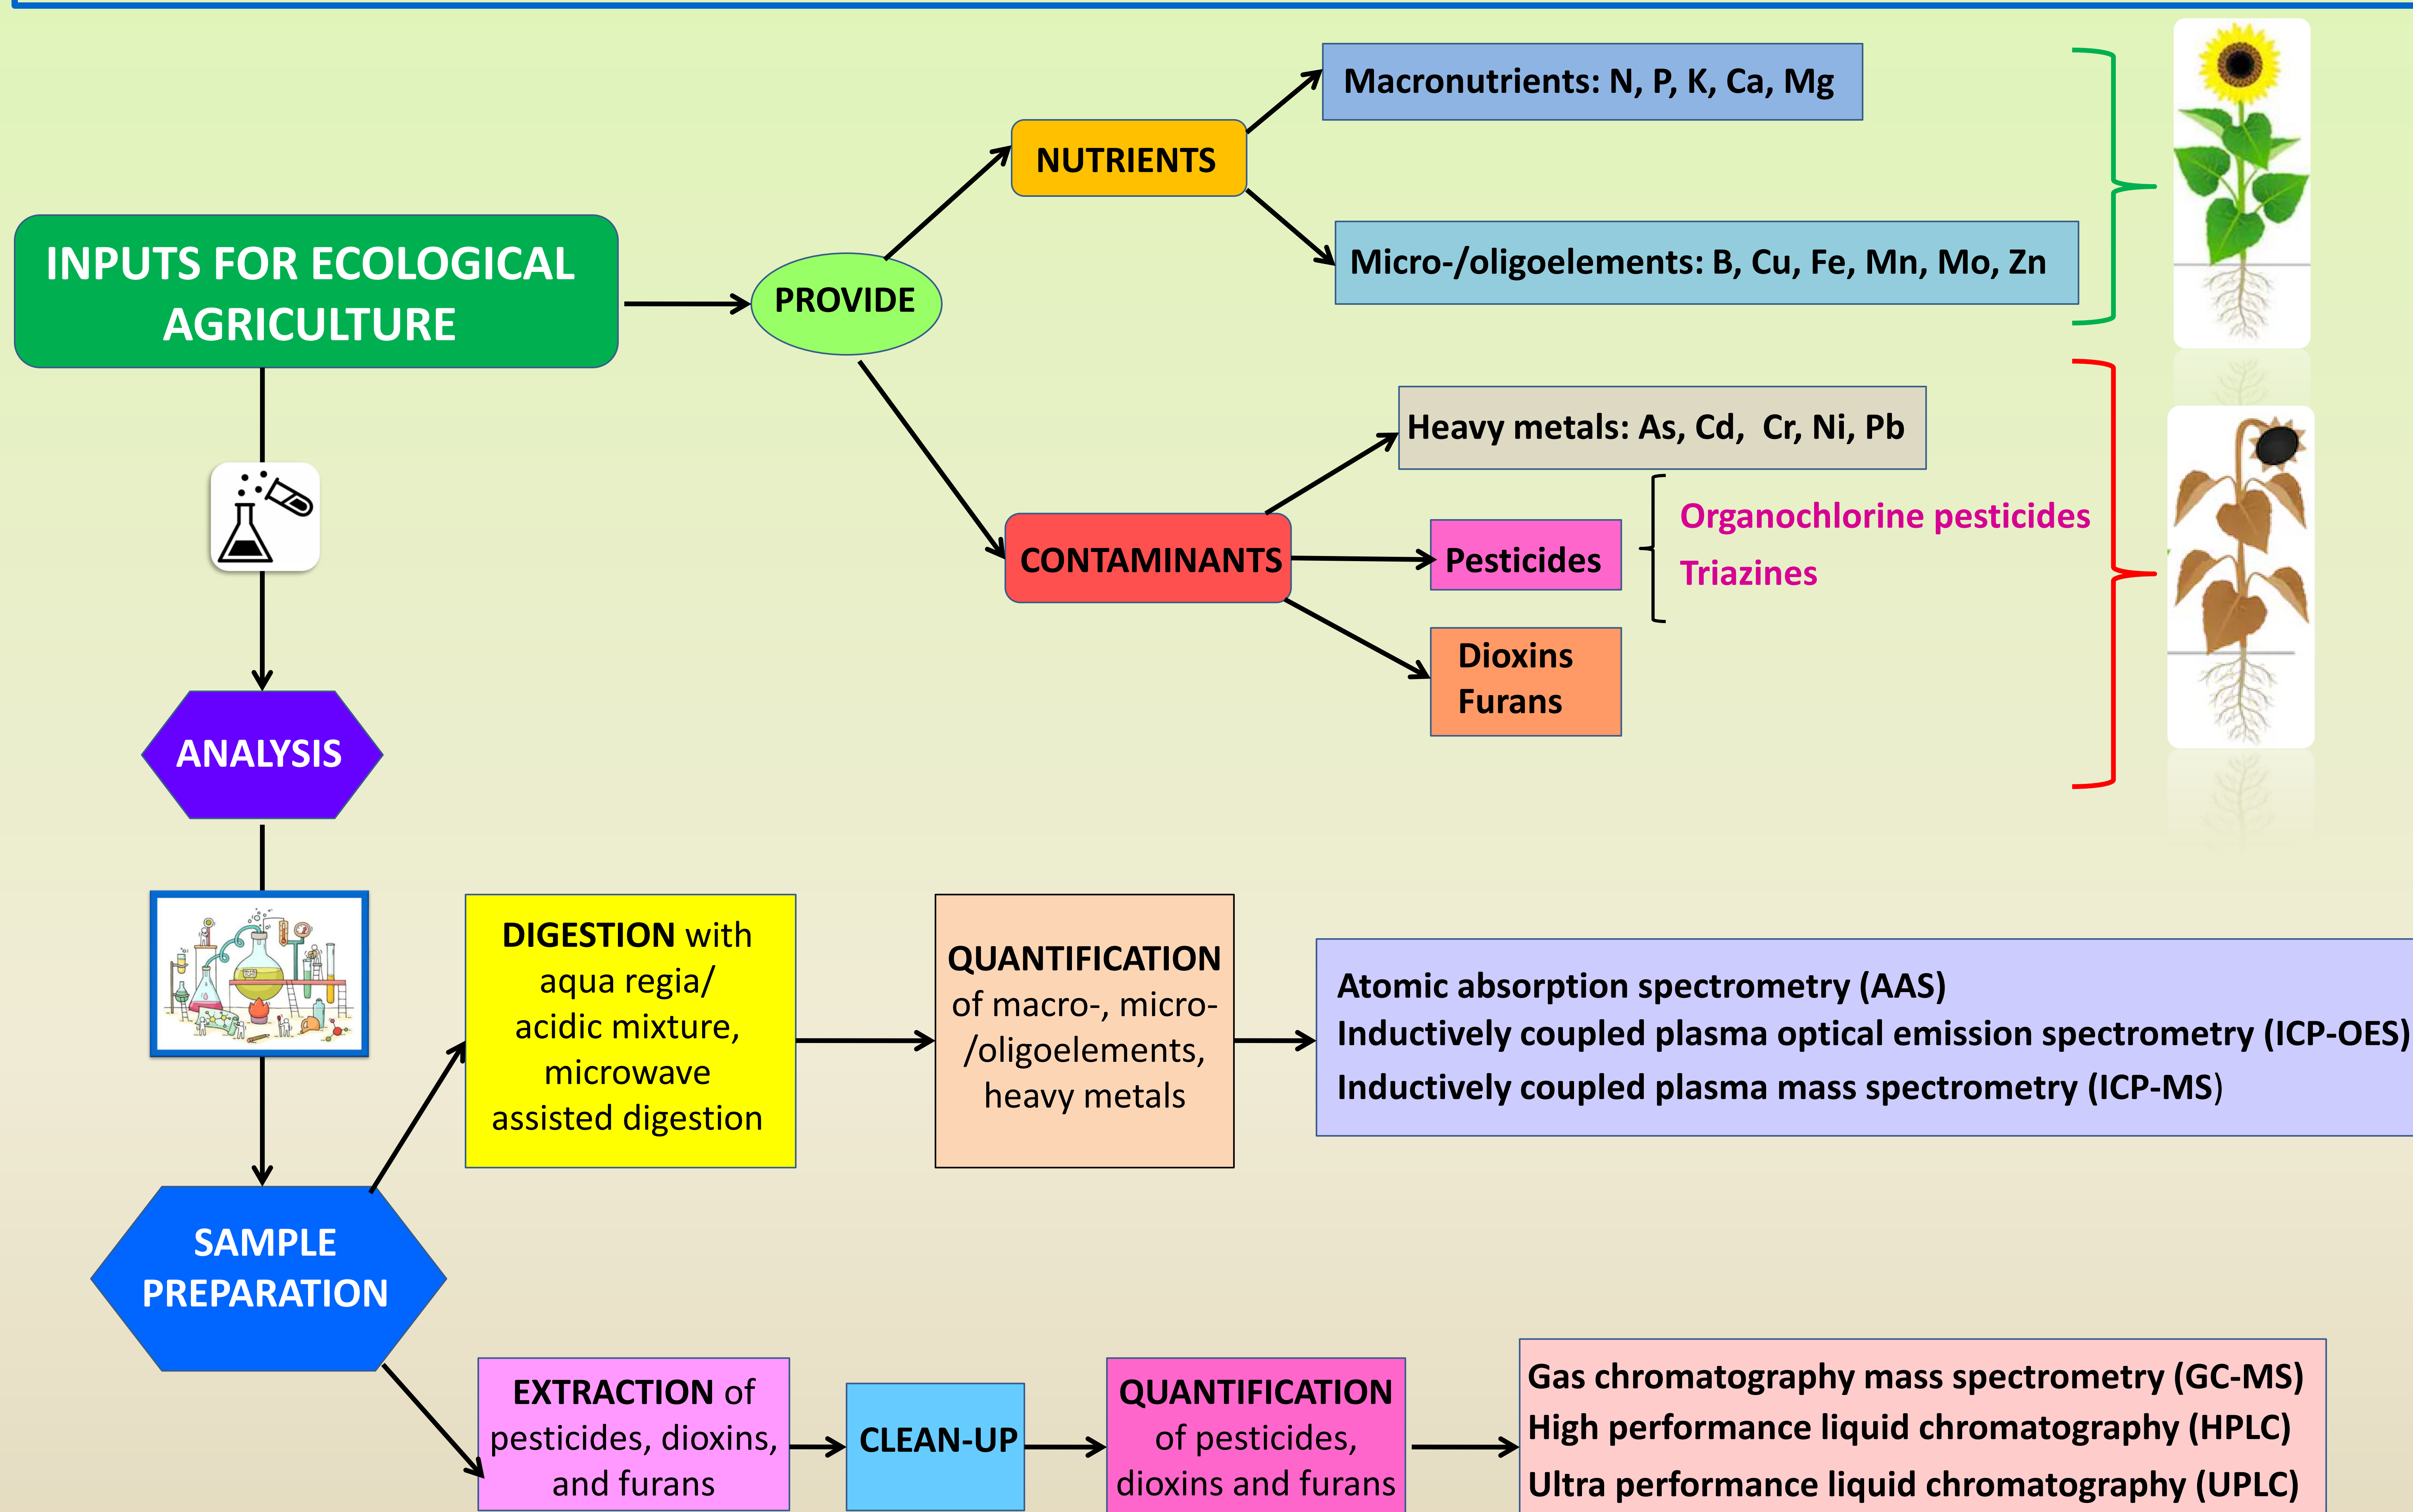 Macronutrients: N, P, K, Ca, Mg
NUTRIENTS
Micro-/oligoelements: B, Cu, Fe, Mn, Mo, Zn
INPUTS FOR ECOLOGICAL
AGRICULTURE
PROVIDE
Heavy metals: As, Cd, Cr, Ni, Pb
CONTAMINANTS
Pesticides
Organochlorine pesticides
Triazines
Dioxins
Furans
ANALYSIS
DIGESTION with
aqua regia/
acidic mixture,
microwave
assisted digestion
QUANTIFICATION
of macro-, micro-
/oligoelements,
heavy metals
Atomic absorption spectrometry (AAS)
Inductively coupled plasma optical emission spectrometry (ICP-OES)
Inductively coupled plasma mass spectrometry (ICP-MS)
SAMPLE
PREPARATION
EXTRACTION of
pesticides, dioxins,
and furans
CLEAN-UP
QUANTIFICATION
of pesticides,
dioxins and furans
Gas chromatography mass spectrometry (GC-MS)
High performance liquid chromatography (HPLC)
Ultra performance liquid chromatography (UPLC)